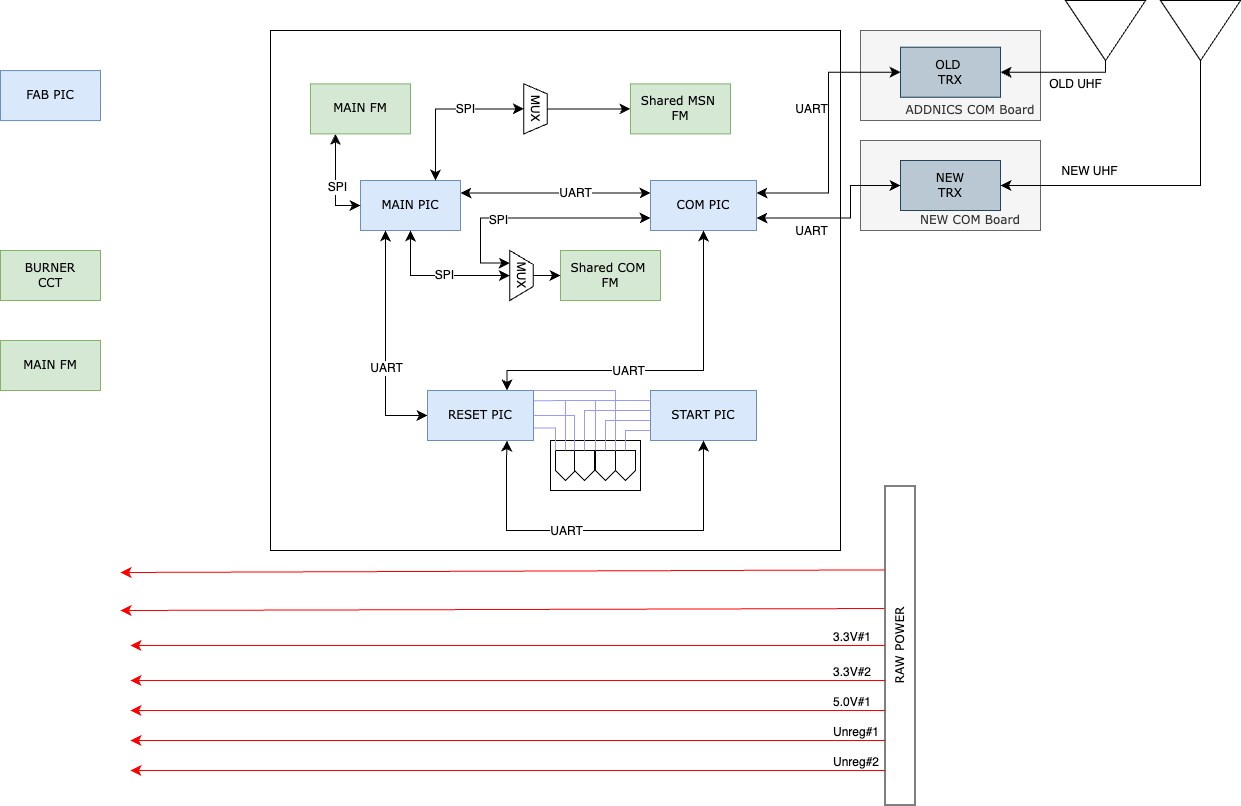 OLD
TRX
OLD UHF
FAB PIC
MAIN FM
SPI
MUX
Shared MSN
FM
UART
ADDNICS COM Board
NEW
TRX
NEW UHF
SPI
MAIN PIC
UART
COM PIC
SPI
NEW COM Board
UART
BURNER
CCT
SPI
MUX
Shared COM
FM
MAIN FM
UART
UART
RESET PIC
START PIC
UART
RAW POWER
3.3V#1
3.3V#2
5.0V#1
Unreg#1
Unreg#2